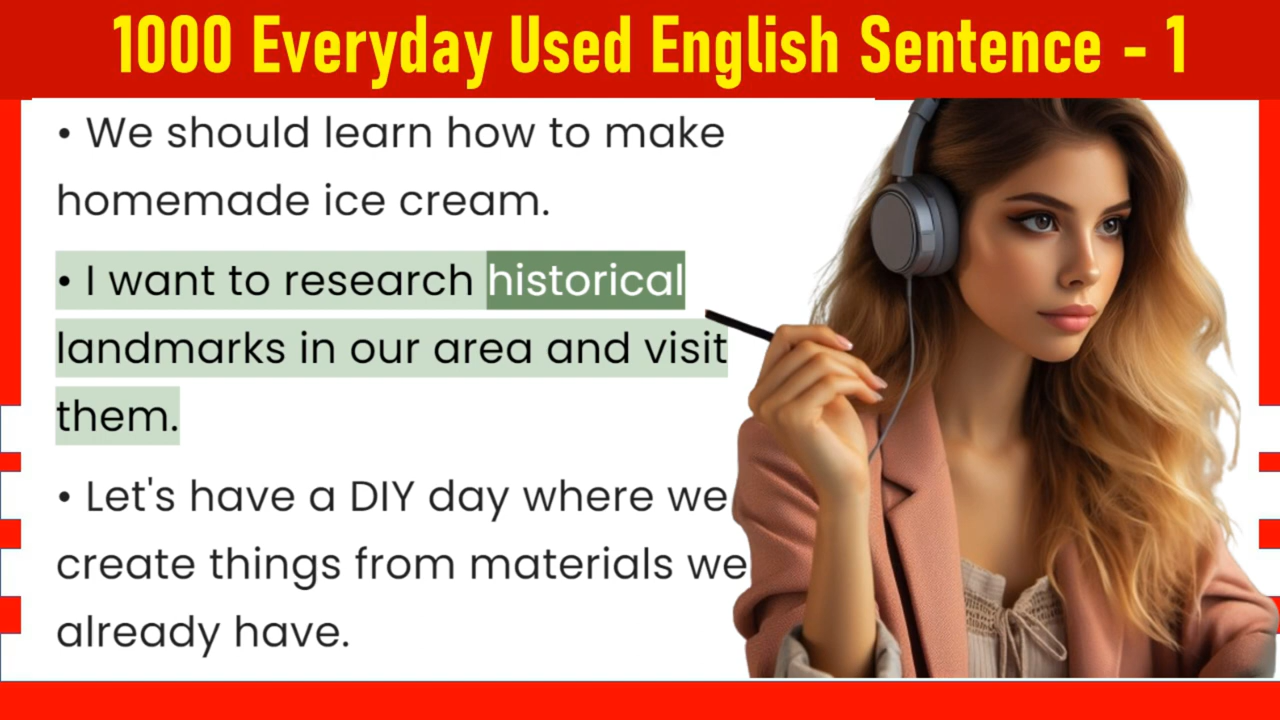 1000 Everyday Used English Sentence - 1
• We should learn how to make
homemade ice cream.
• I want to research historical
landmarks in our area and visit
them.
• Let's have a DIY day where we
create things from materials we
already have.